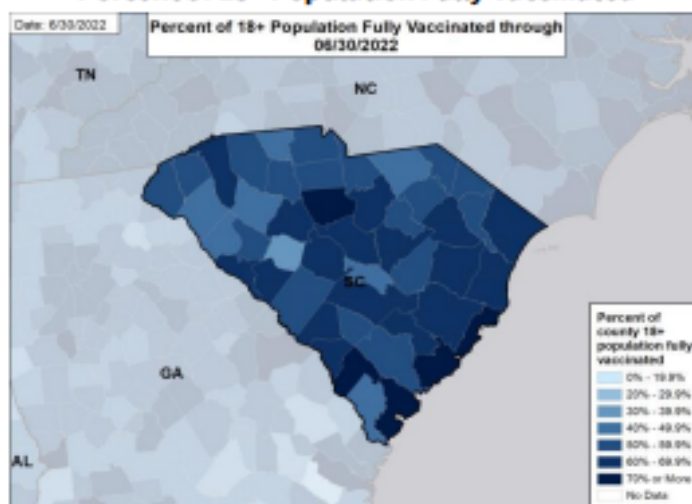 Date: 6/30/2022
Percent of 18+ Population Fully Vaccinated through
06/30/2022
TN
NC
SC
GA
AL
Percent of
county 18+
population fully
vaccinated
0% - 19.9%
20% - 29.9%
30% - 39.9%
40% - 49.9%
50% - 59.9%
60% - 69.9%
70% or More
No Data